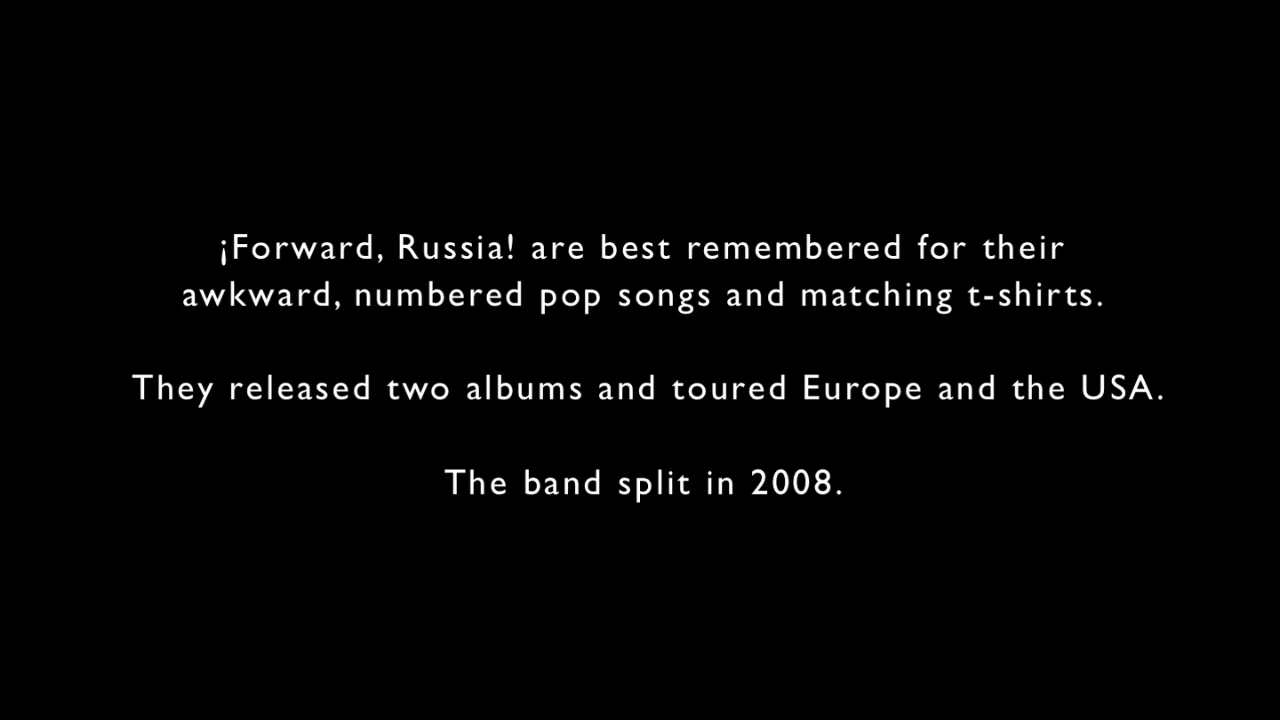 ¡Forward, Russia! are best remembered for their
awkward, numbered pop songs and matching t-shirts.
They released two albums and toured Europe and the USA.
The band split in 2008.